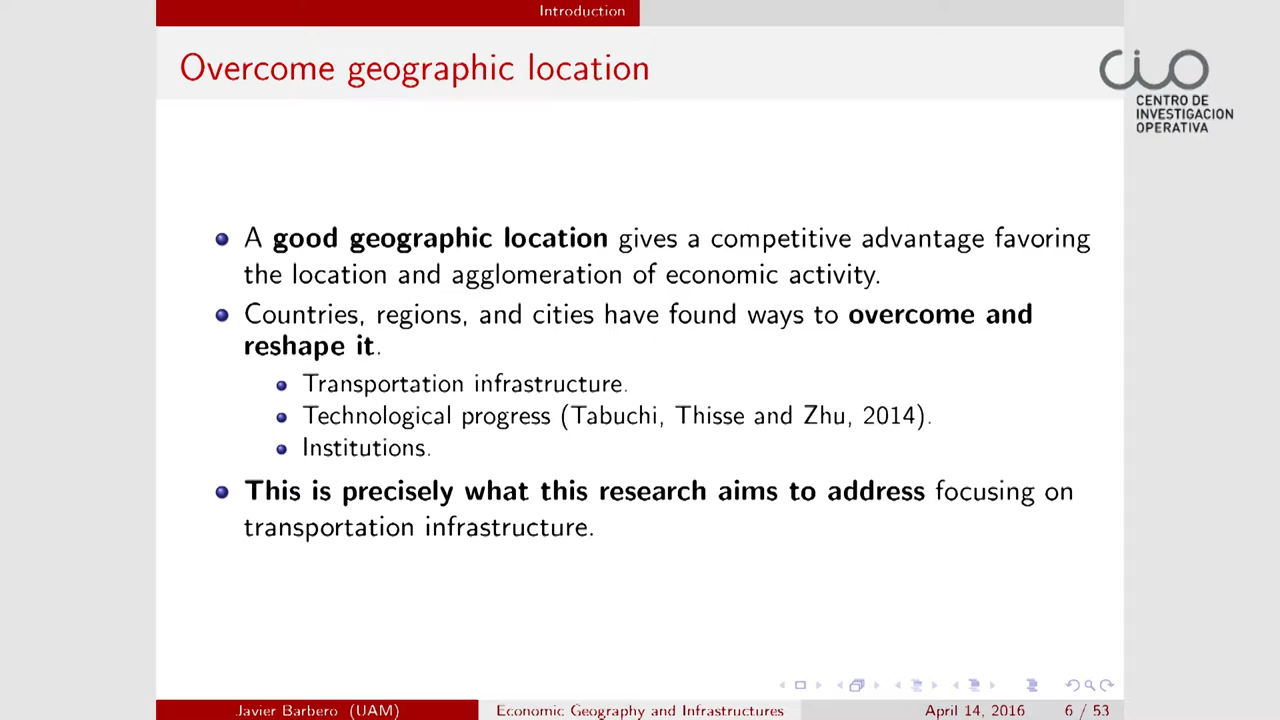 Introduction
Overcome geographic location
CIO
CENTRO DE
INVESTIGACION
OPERATIVA
A good geographic location gives a competitive advantage favoring
the location and agglomeration of economic activity.
Countries, regions, and cities have found ways to overcome and
reshape it.
Transportation infrastructure.
Technological progress (Tabuchi, Thisse and Zhu, 2014).
Institutions.
This is precisely what this research aims to address focusing on
transportation infrastructure.
Javier Barbero (UAM) Economic Geography and Infrastructures April 14, 2016 6 / 53